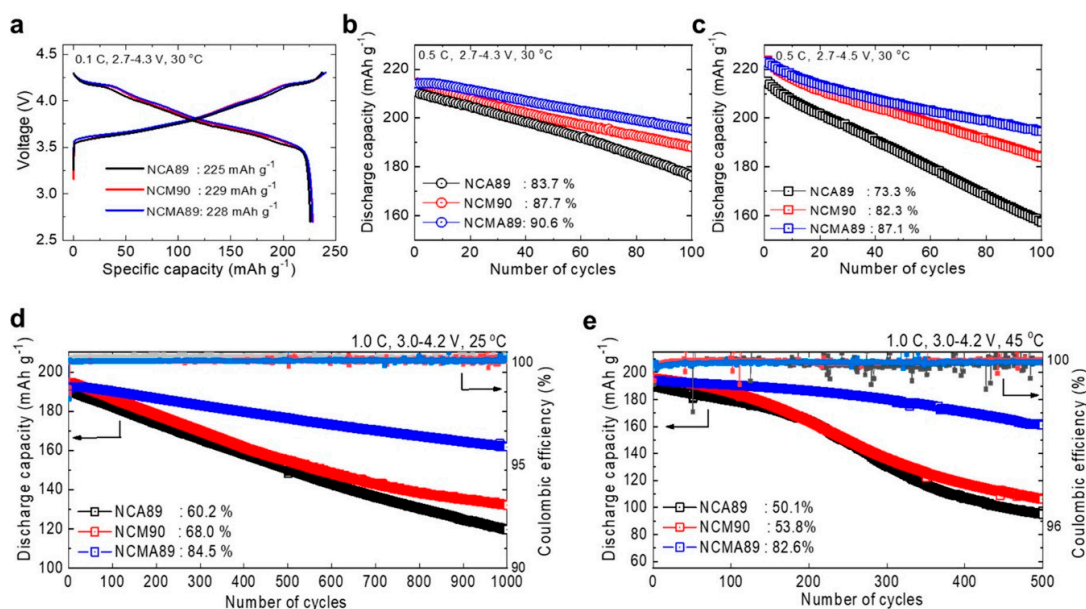 a
0.1 C, 2.7-4.3 V, 30 °C
Voltage (V)
4.5
4.0
3.5
3.0
2.5
NCA89 : 225 mAh g⁻¹
NCM90 : 229 mAh g⁻¹
NCMA89 : 228 mAh g⁻¹
0 50 100 150 200 250
Specific capacity (mAh g⁻¹)
b
0.5 C, 2.7-4.3 V, 30 °C
Discharge capacity (mAh g⁻¹)
220
200
180
160
NCA89 : 83.7 %
NCM90 : 87.7 %
NCMA89: 90.6 %
0 20 40 60 80 100
Number of cycles
c
0.5 C, 2.7-4.5 V, 30 °C
Discharge capacity (mAh g⁻¹)
220
200
180
160
NCA89 : 73.3 %
NCM90 : 82.3 %
NCMA89 : 87.1 %
0 20 40 60 80 100
Number of cycles
d
1.0 C, 3.0-4.2 V, 25 °C
Discharge capacity (mAh g⁻¹)
200
180
160
140
120
100
NCA89 : 60.2 %
NCM90 : 68.0 %
NCMA89 : 84.5 %
100
95
90
Coulombic efficiency (%)
0 100 200 300 400 500 600 700 800 900 1000
Number of cycles
e
1.0 C, 3.0-4.2 V, 45 °C
Discharge capacity (mAh g⁻¹)
200
180
160
140
120
100
80
60
NCA89 : 50.1%
NCM90 : 53.8%
NCMA89 : 82.6%
100
96
Coulombic efficiency (%)
0 100 200 300 400 500
Number of cycles